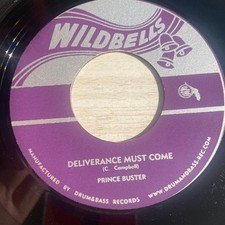 WILDBELLS
DELIVERANCE MUST COME
(C. Campbell)
PRINCE BUSTER
MANUFACTURED BY DRUM&BASS RECORDS
WWW.DRUMANDBASS-REC.COM